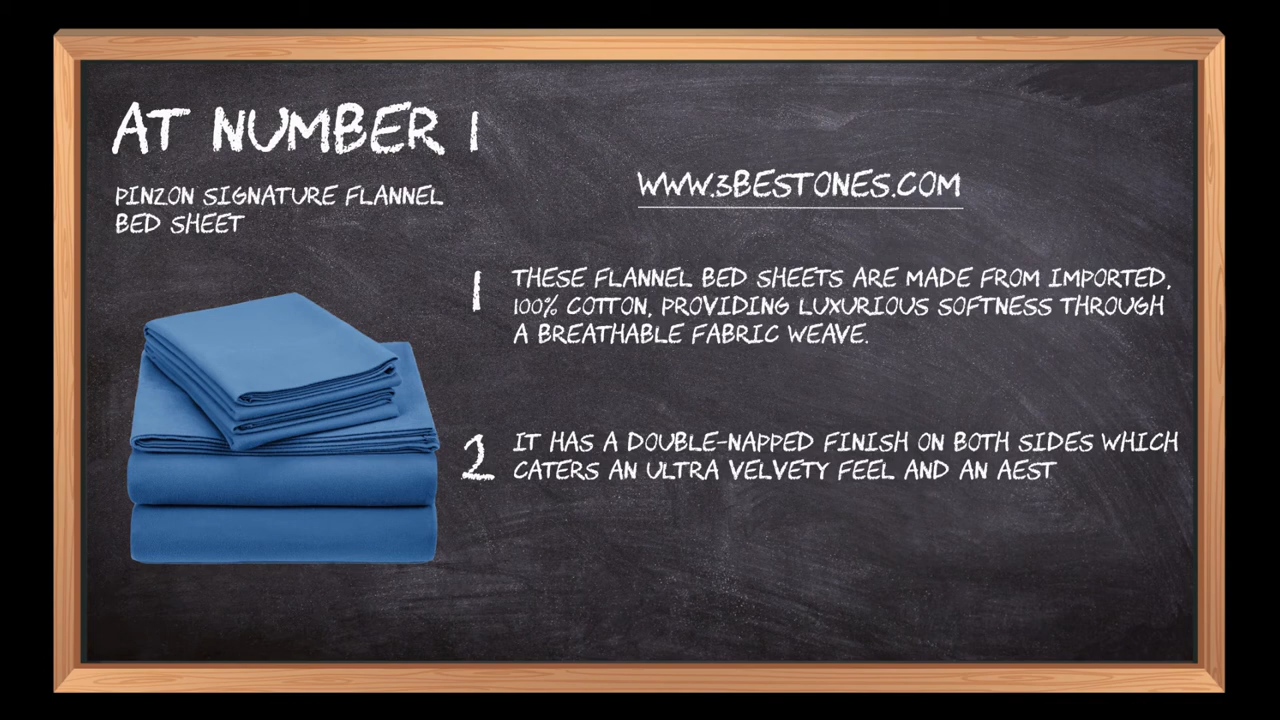 AT NUMBER 1
PINZON SIGNATURE FLANNEL
BED SHEET
WWW.3BESTONES.COM
1
THESE FLANNEL BED SHEETS ARE MADE FROM IMPORTED,
100% COTTON, PROVIDING LUXURIOUS SOFTNESS THROUGH
A BREATHABLE FABRIC WEAVE.
2
IT HAS A DOUBLE-NAPPED FINISH ON BOTH SIDES WHICH
CATERS AN ULTRA VELVETY FEEL AND AN AEST